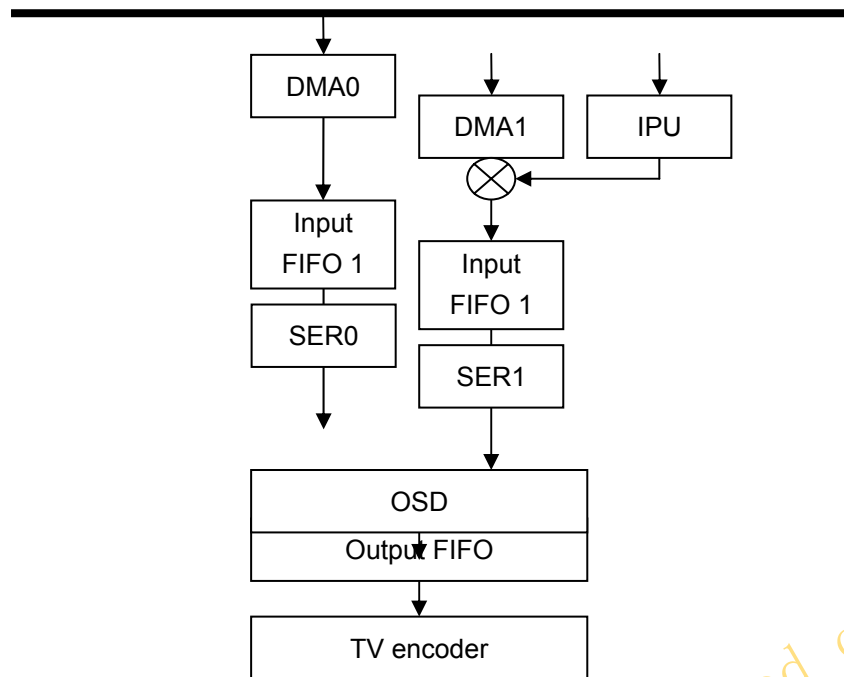 DMA0
DMA1
IPU
Input
FIFO 1
Input
FIFO 1
SER0
SER1
OSD
Output FIFO
TV encoder